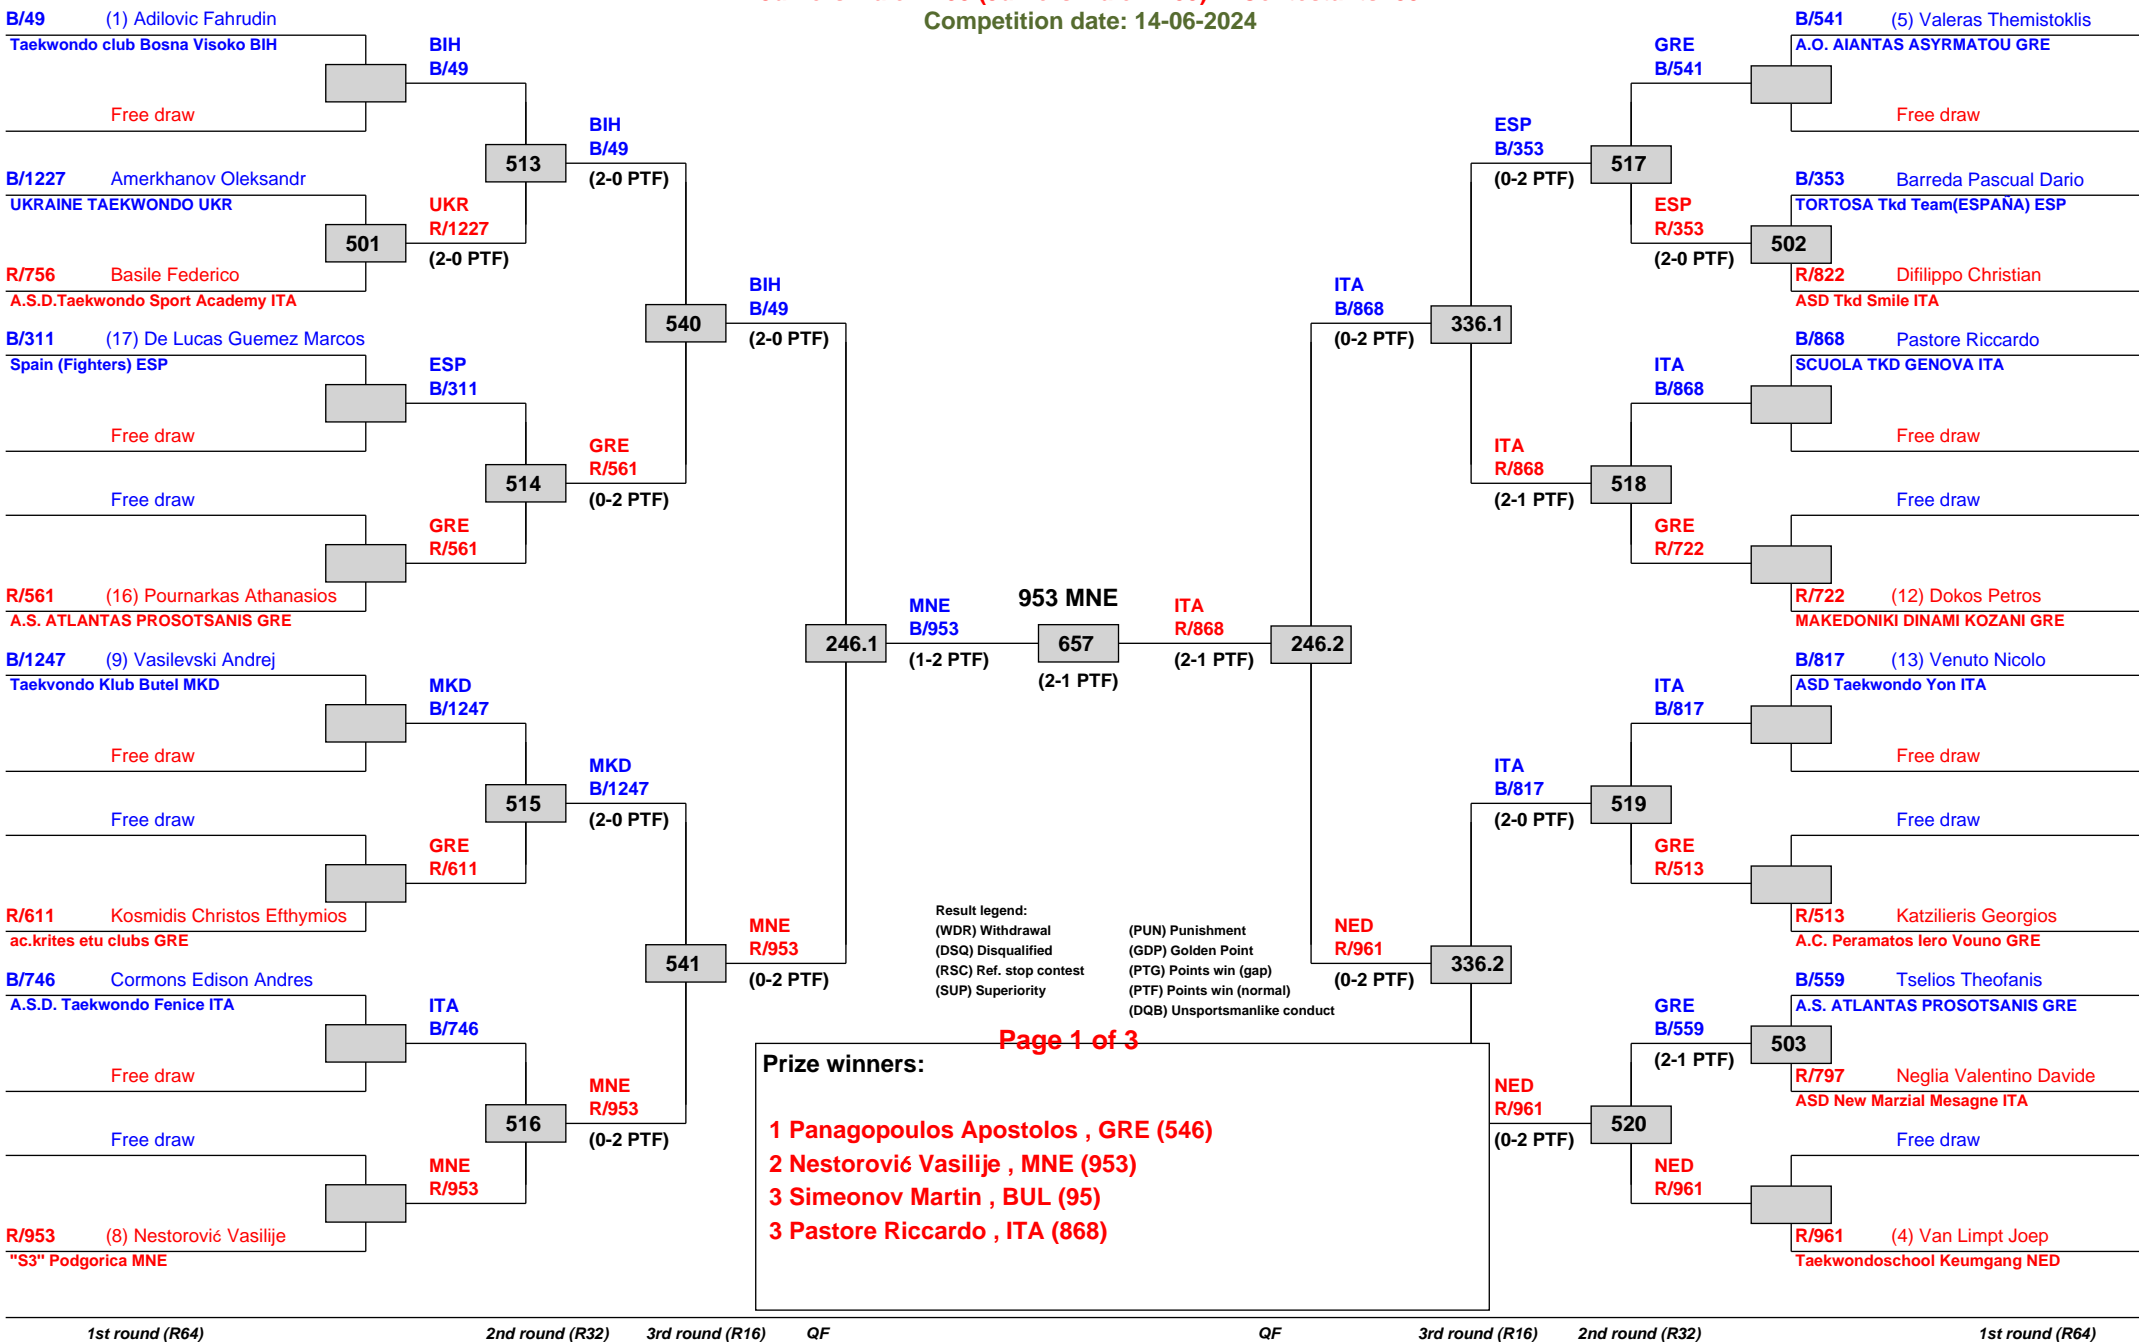 Competition date: 14-06-2024
B/49 (1) Adilovic Fahrudin
Taekwondo club Bosna Visoko BIH
Free draw
B/1227 Amerkhanov Oleksandr
UKRAINE TAEKWONDO UKR
501
R/756 Basile Federico
A.S.D.Taekwondo Sport Academy ITA
B/311 (17) De Lucas Guemez Marcos
Spain (Fighters) ESP
Free draw
Free draw
R/561 (16) Pournarkas Athanasios
A.S. ATLANTAS PROSOTSANIS GRE
B/1247 (9) Vasilevski Andrej
Taekvondo Klub Butel MKD
Free draw
Free draw
R/611 Kosmidis Christos Efthymios
ac.krites etu clubs GRE
B/746 Cormons Edison Andres
A.S.D. Taekwondo Fenice ITA
Free draw
Free draw
R/953 (8) Nestorović Vasilije
"S3" Podgorica MNE
BIH
B/49
513
UKR
R/1227
(2-0 PTF)
ESP
B/311
514
GRE
R/561
MKD
B/1247
515
GRE
R/611
ITA
B/746
516
MNE
R/953
BIH
B/49
(2-0 PTF)
540
GRE
R/561
(0-2 PTF)
MKD
B/1247
(2-0 PTF)
541
MNE
R/953
(0-2 PTF)
BIH
B/49
(2-0 PTF)
246.1
MNE
R/953
(0-2 PTF)
MNE
B/953
(1-2 PTF)
953 MNE
657
(2-1 PTF)
ITA
R/868
(2-1 PTF)
246.2
ITA
B/868
(0-2 PTF)
336.1
NED
R/961
(0-2 PTF)
336.2
ESP
B/353
(0-2 PTF)
517
ITA
R/868
(2-1 PTF)
518
ITA
B/817
(2-0 PTF)
519
NED
R/961
(0-2 PTF)
520
GRE
B/541
ESP
R/353
(2-0 PTF)
502
ITA
B/868
GRE
R/722
ITA
B/817
GRE
R/513
GRE
B/559
(2-1 PTF)
503
NED
R/961
B/541 (5) Valeras Themistoklis
A.O. AIANTAS ASYRMATOU GRE
Free draw
B/353 Barreda Pascual Dario
TORTOSA Tkd Team(ESPAÑA) ESP
R/822 Difilippo Christian
ASD Tkd Smile ITA
B/868 Pastore Riccardo
SCUOLA TKD GENOVA ITA
Free draw
Free draw
R/722 (12) Dokos Petros
MAKEDONIKI DINAMI KOZANI GRE
B/817 (13) Venuto Nicolo
ASD Taekwondo Yon ITA
Free draw
Free draw
R/513 Katzilieris Georgios
A.C. Peramatos Iero Vouno GRE
B/559 Tselios Theofanis
A.S. ATLANTAS PROSOTSANIS GRE
R/797 Neglia Valentino Davide
ASD New Marzial Mesagne ITA
Free draw
R/961 (4) Van Limpt Joep
Taekwondoschool Keumgang NED
Result legend:
(WDR) Withdrawal (PUN) Punishment
(DSQ) Disqualified (GDP) Golden Point
(RSC) Ref. stop contest (PTG) Points win (gap)
(SUP) Superiority (PTF) Points win (normal)
(DQB) Unsportsmanlike conduct
Page 1 of 3
Prize winners:
1 Panagopoulos Apostolos , GRE (546)
2 Nestorović Vasilije , MNE (953)
3 Simeonov Martin , BUL (95)
3 Pastore Riccardo , ITA (868)
1st round (R64) 2nd round (R32) 3rd round (R16) QF QF 3rd round (R16) 2nd round (R32) 1st round (R64)